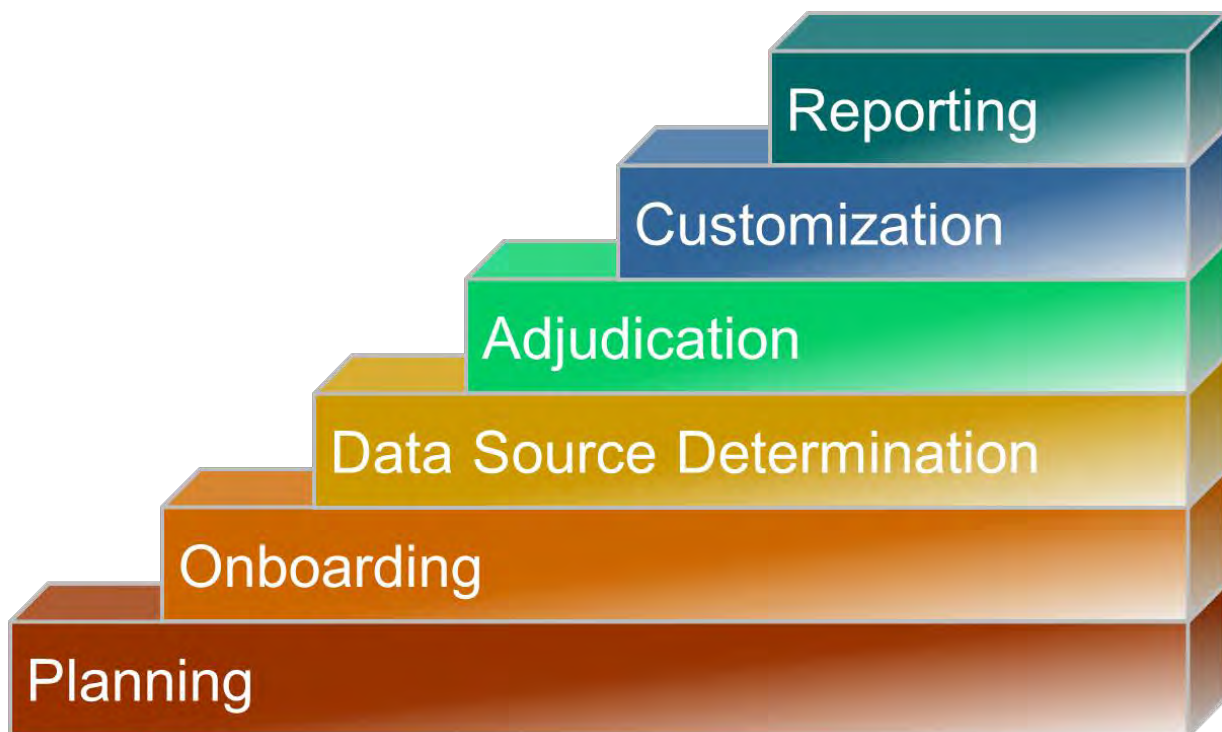 Reporting
Customization
Adjudication
Data Source Determination
Onboarding
Planning